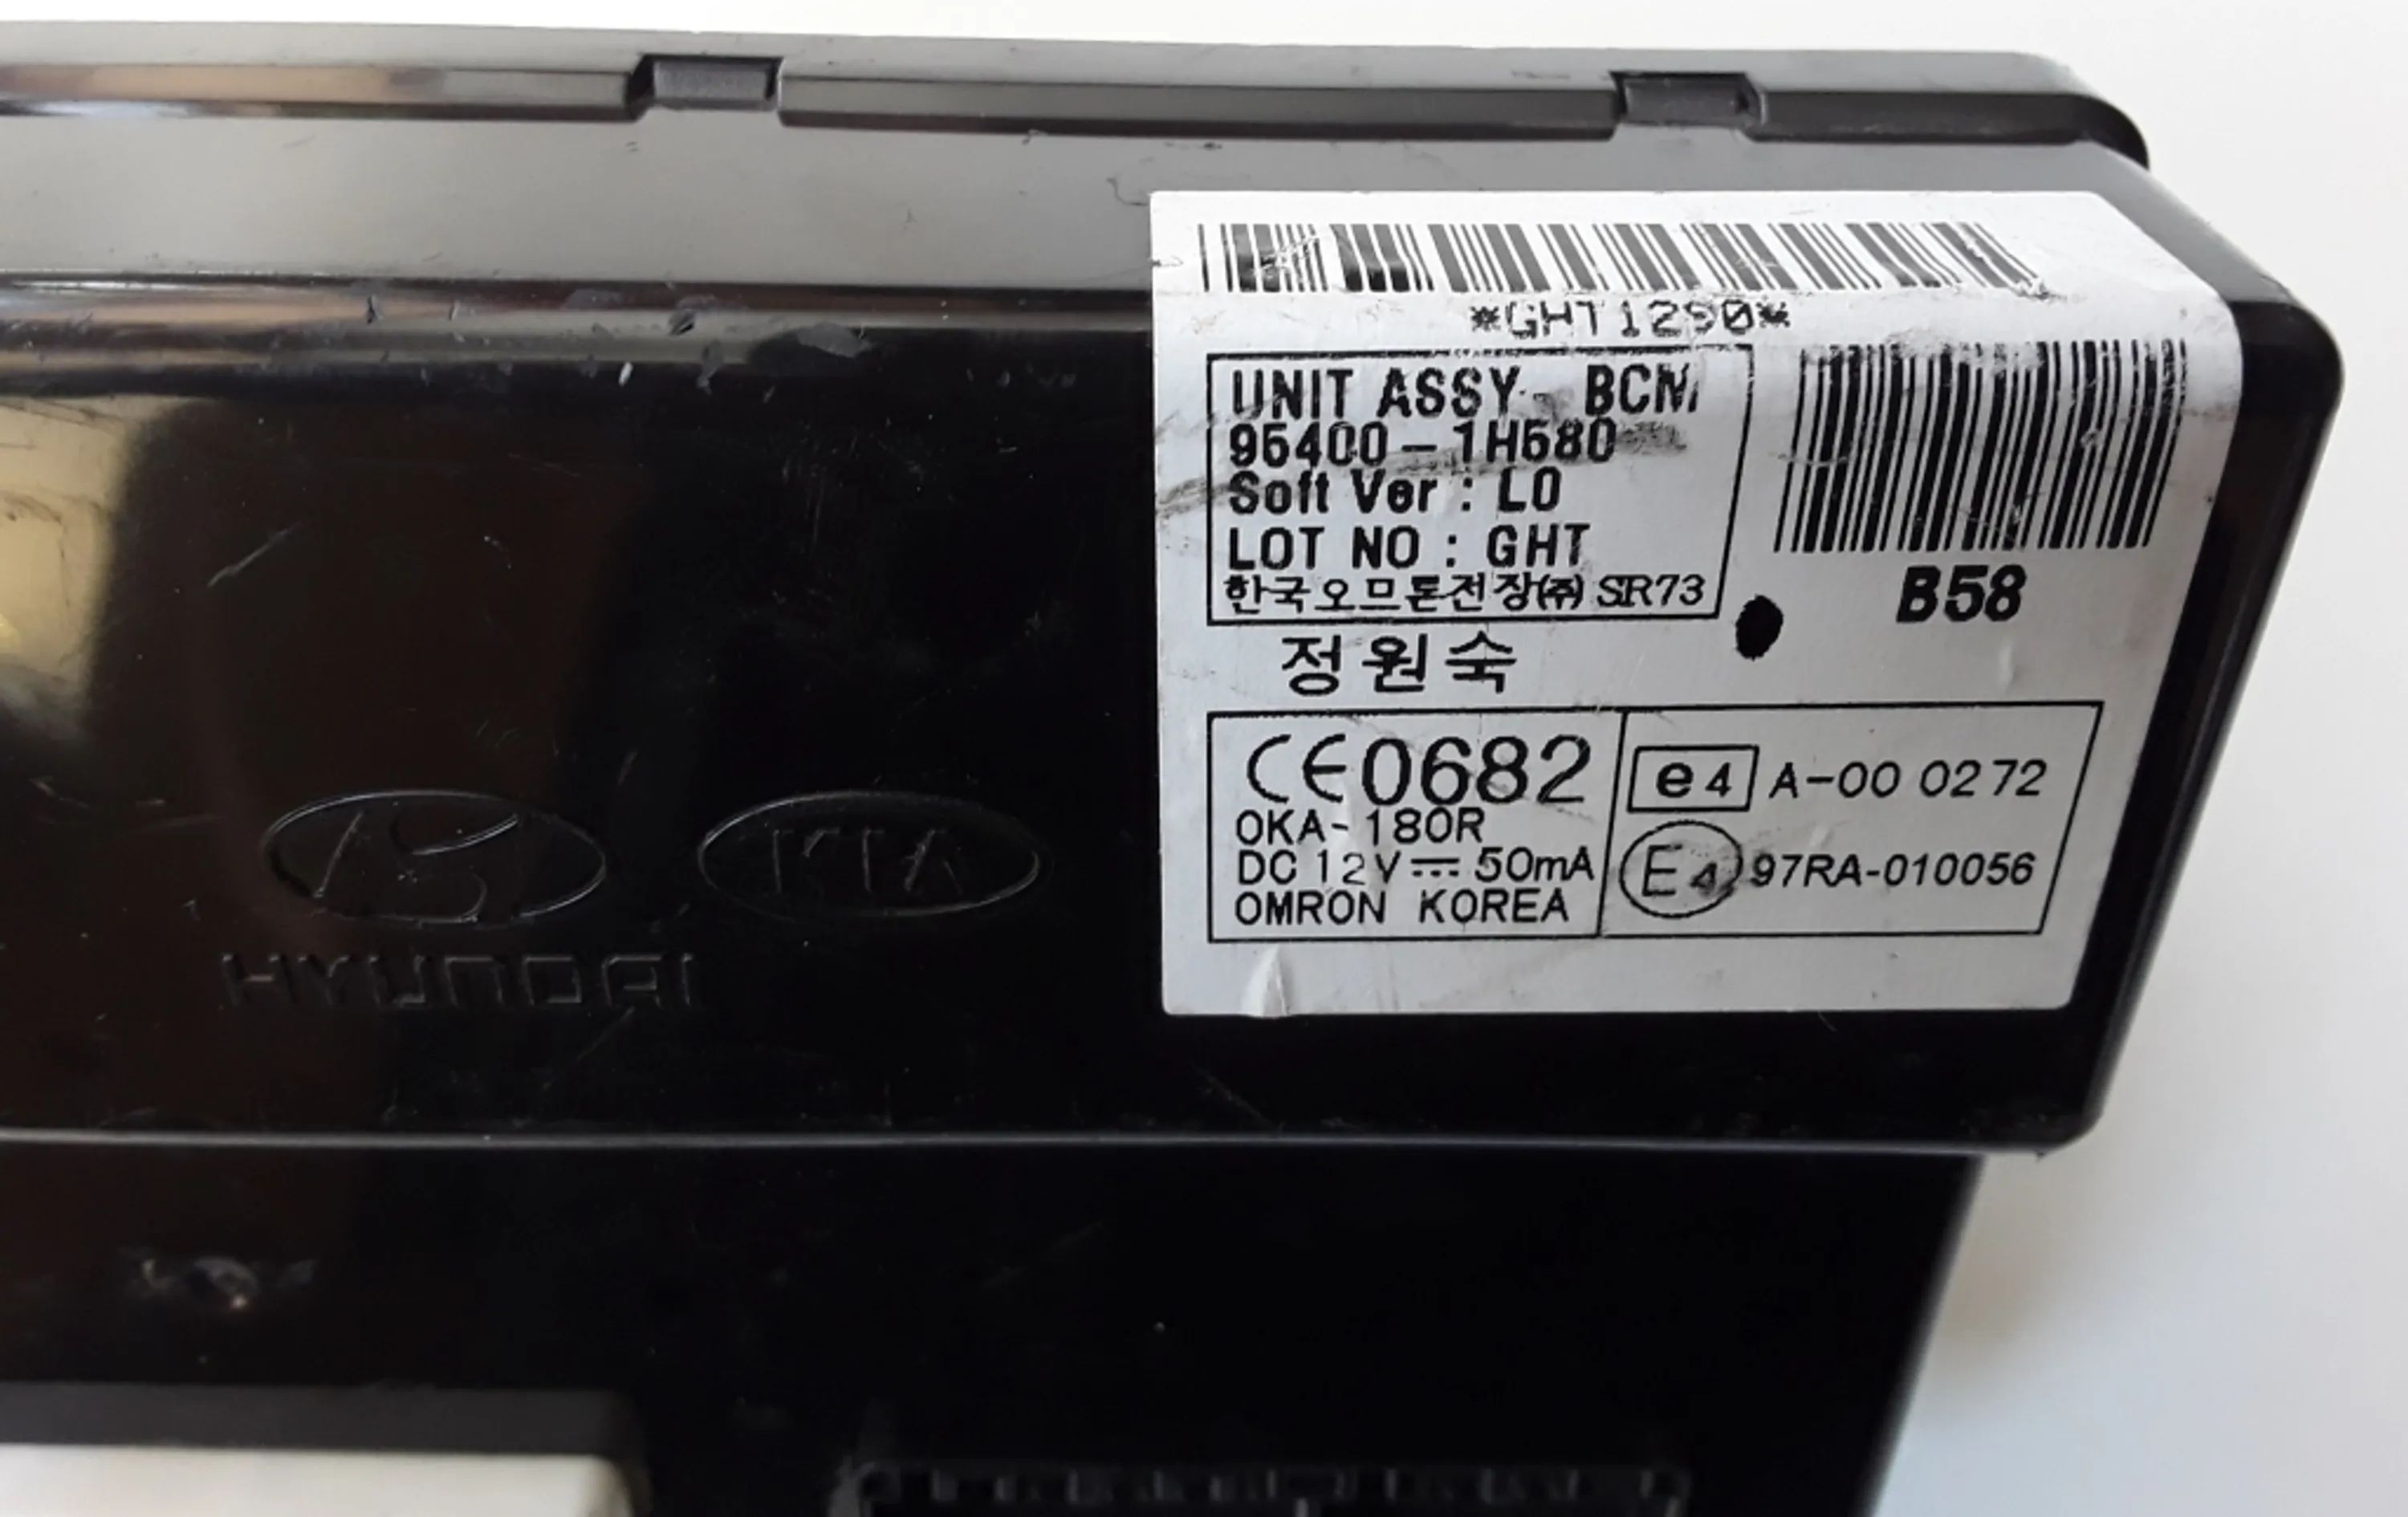 *GHT1290*
UNIT ASSY- BCM
95400-1H580
Soft Ver : L0
LOT NO : GHT
한국오므론전장㈜ SIR73
B58
정원숙
CE0682
OKA-180R
DC 12V⎓50mA
OMRON KOREA
e4 A-00 0272
E4 97RA-010056
KIA
HYUNDAI